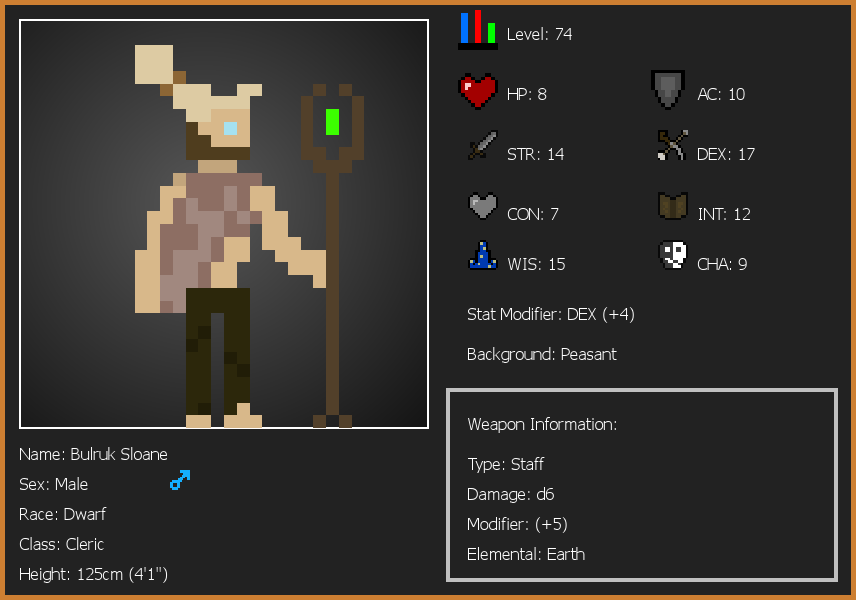 Level: 74
HP: 8
AC: 10
STR: 14
DEX: 17
CON: 7
INT: 12
WIS: 15
CHA: 9
Stat Modifier: DEX (+4)
Background: Peasant
Weapon Information:
Type: Staff
Damage: d6
Modifier: (+5)
Elemental: Earth
Name: Bulruk Sloane
Sex: Male
Race: Dwarf
Class: Cleric
Height: 125cm (4'1")